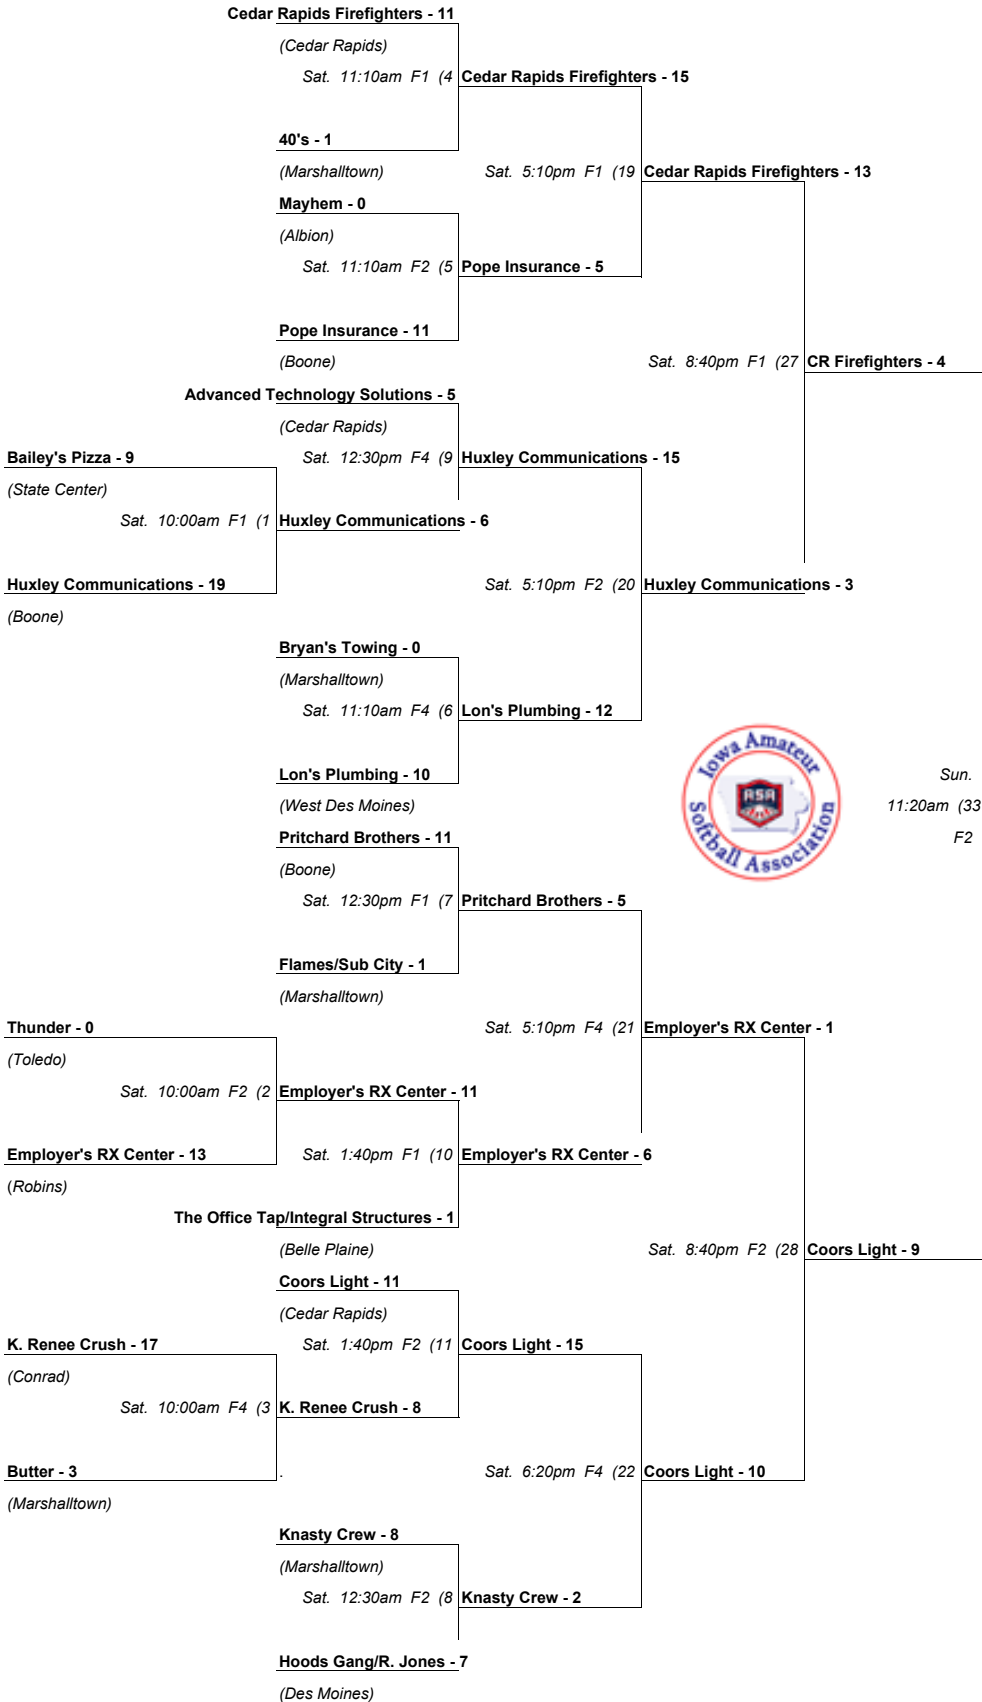 Cedar Rapids Firefighters - 11
(Cedar Rapids)
Sat. 11:10am F1 (4 Cedar Rapids Firefighters - 15
40's - 1
(Marshalltown) Sat. 5:10pm F1 (19 Cedar Rapids Firefighters - 13
Mayhem - 0
(Albion)
Sat. 11:10am F2 (5 Pope Insurance - 5
Pope Insurance - 11
(Boone) Sat. 8:40pm F1 (27 CR Firefighters - 4
Advanced Technology Solutions - 5
(Cedar Rapids)
Bailey's Pizza - 9 Sat. 12:30pm F4 (9 Huxley Communications - 15
(State Center)
Sat. 10:00am F1 (1 Huxley Communications - 6
Huxley Communications - 19 Sat. 5:10pm F2 (20 Huxley Communications - 3
(Boone)
Bryan's Towing - 0
(Marshalltown)
Sat. 11:10am F4 (6 Lon's Plumbing - 12
Iowa Amateur Softball Association
ASA
Lon's Plumbing - 10 Sun.
(West Des Moines) 11:20am (33
Pritchard Brothers - 11 F2
(Boone)
Sat. 12:30pm F1 (7 Pritchard Brothers - 5
Flames/Sub City - 1
(Marshalltown)
Thunder - 0 Sat. 5:10pm F4 (21 Employer's RX Center - 1
(Toledo)
Sat. 10:00am F2 (2 Employer's RX Center - 11
Employer's RX Center - 13 Sat. 1:40pm F1 (10 Employer's RX Center - 6
(Robins)
The Office Tap/Integral Structures - 1
(Belle Plaine) Sat. 8:40pm F2 (28 Coors Light - 9
Coors Light - 11
(Cedar Rapids)
K. Renee Crush - 17 Sat. 1:40pm F2 (11 Coors Light - 15
(Conrad)
Sat. 10:00am F4 (3 K. Renee Crush - 8
Butter - 3 . Sat. 6:20pm F4 (22 Coors Light - 10
(Marshalltown)
Knasty Crew - 8
(Marshalltown)
Sat. 12:30am F2 (8 Knasty Crew - 2
Hoods Gang/R. Jones - 7
(Des Moines)